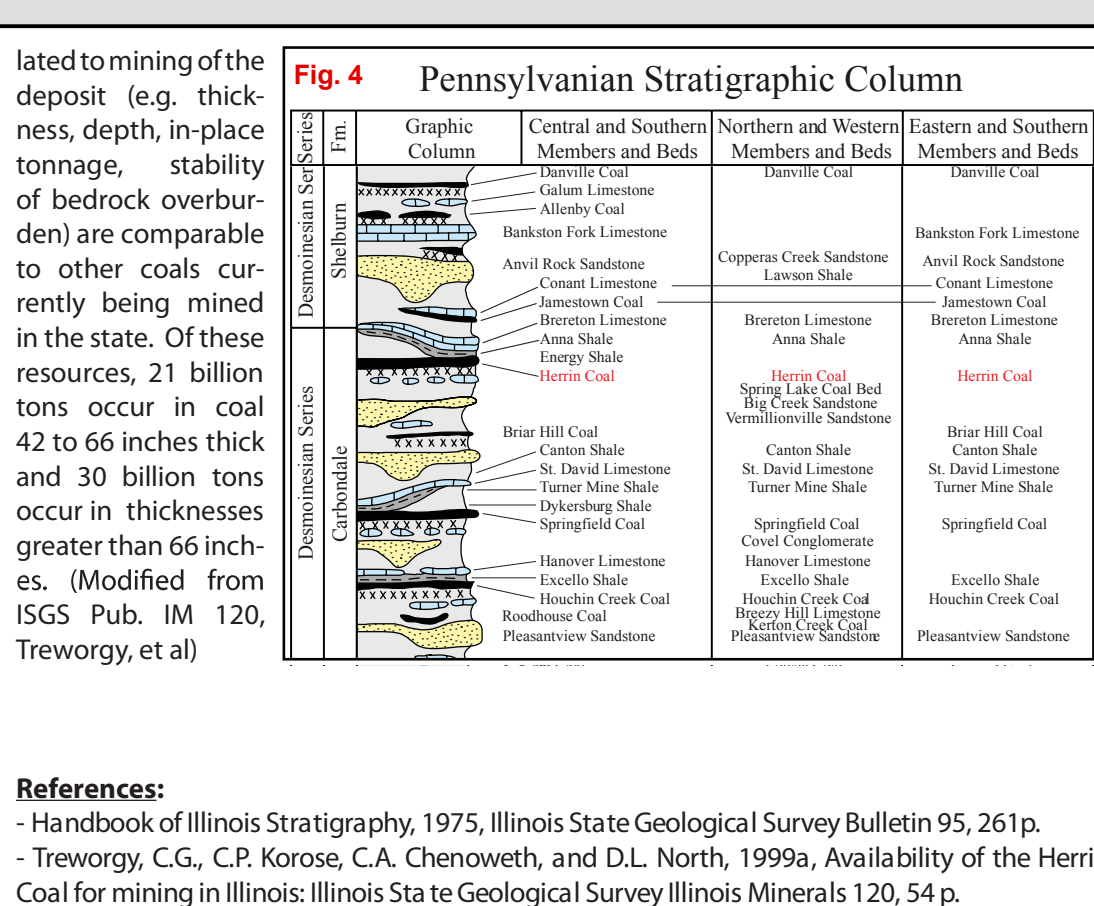 lated to mining of the
deposit (e.g. thick-
ness, depth, in-place
tonnage, stability
of bedrock overbur-
den) are comparable
to other coals cur-
rently being mined
in the state. Of these
resources, 21 billion
tons occur in coal
42 to 66 inches thick
and 30 billion tons
occur in thicknesses
greater than 66 inch-
es. (Modified from
ISGS Pub. IM 120,
Treworgy, et al)
Fig. 4 Pennsylvanian Stratigraphic Column
Series
Frm.
Graphic
Column
Central and Southern
Members and Beds
Northern and Western
Members and Beds
Eastern and Southern
Members and Beds
Desmoinesian Series
Shelburn
Desmoinesian Series
Carbondale
Danville Coal
Galum Limestone
Allenby Coal
Bankston Fork Limestone
Anvil Rock Sandstone
Conant Limestone
Jamestown Coal
Brereton Limestone
Anna Shale
Energy Shale
Herrin Coal
Briar Hill Coal
Canton Shale
St. David Limestone
Turner Mine Shale
Dykersburg Shale
Springfield Coal
Hanover Limestone
Excello Shale
Houchin Creek Coal
Roodhouse Coal
Pleasantview Sandstone
Danville Coal
Copperas Creek Sandstone
Lawson Shale
Brereton Limestone
Anna Shale
Herrin Coal
Spring Lake Coal Bed
Big Creek Sandstone
Vermillionville Sandstone
Canton Shale
St. David Limestone
Turner Mine Shale
Springfield Coal
Covel Conglomerate
Hanover Limestone
Excello Shale
Houchin Creek Coal
Breezy Hill Limestone
Kerton Creek Coal
Pleasantview Sandstone
Danville Coal
Bankston Fork Limestone
Anvil Rock Sandstone
Conant Limestone
Jamestown Coal
Brereton Limestone
Anna Shale
Herrin Coal
Briar Hill Coal
Canton Shale
St. David Limestone
Turner Mine Shale
Springfield Coal
Excello Shale
Houchin Creek Coal
Pleasantview Sandstone
References:
- Handbook of Illinois Stratigraphy, 1975, Illinois State Geological Survey Bulletin 95, 261p.
- Treworgy, C.G., C.P. Korose, C.A. Chenoweth, and D.L. North, 1999a, Availability of the Herri
Coal for mining in Illinois: Illinois Sta te Geological Survey Illinois Minerals 120, 54 p.